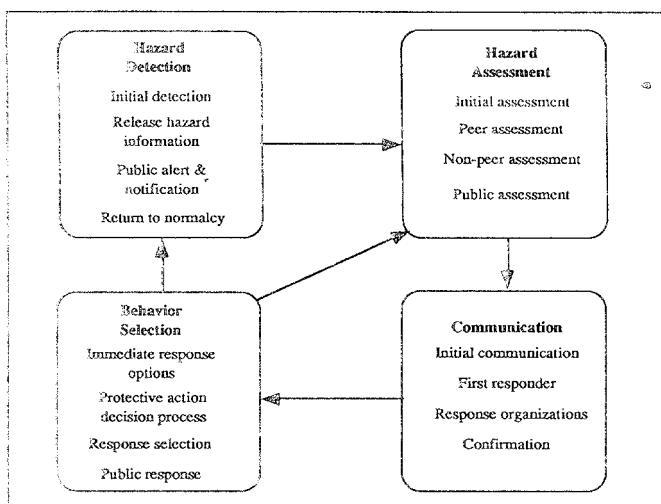 Hazard
Detection
Initial detection
Release hazard
information
Public alert &
notification
Return to normalcy
Hazard
Assessment
Initial assessment
Peer assessment
Non-peer assessment
Public assessment
Behavior
Selection
Immediate response
options
Protective action
decision process
Response selection
Public response
Communication
Initial communication
First responder
Response organizations
Confirmation